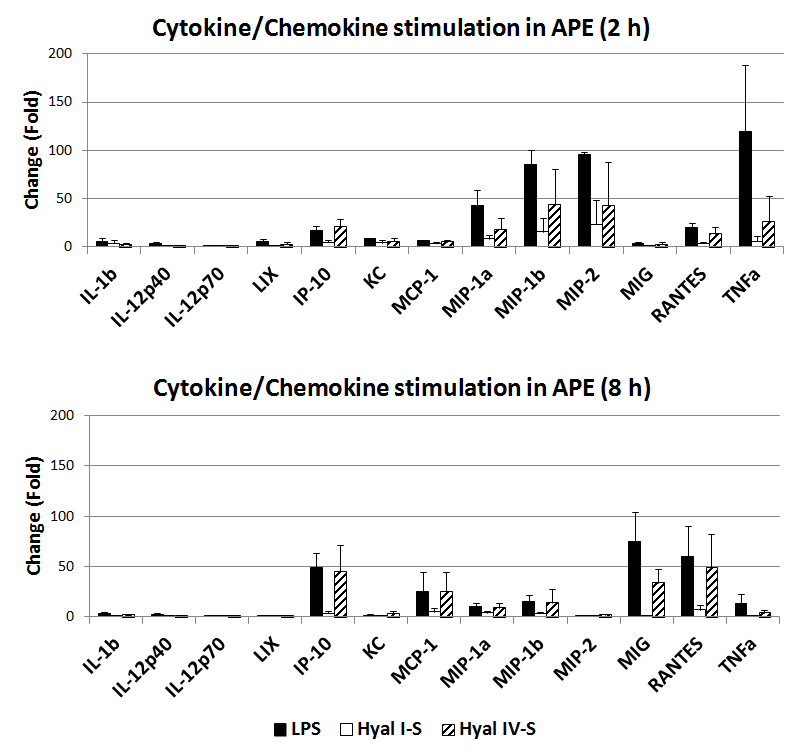 Cytokine/Chemokine stimulation in APE (2 h)
Change (Fold)
200
150
100
50
0
IL-1b
IL-12p40
IL-12p70
LIX
IP-10
KC
MCP-1
MIP-1a
MIP-1b
MIP-2
MIG
RANTES
TNFa
Cytokine/Chemokine stimulation in APE (8 h)
Change (Fold)
200
150
100
50
0
IL-1b
IL-12p40
IL-12p70
LIX
IP-10
KC
MCP-1
MIP-1a
MIP-1b
MIP-2
MIG
RANTES
TNFa
LPS Hyal I-S Hyal IV-S